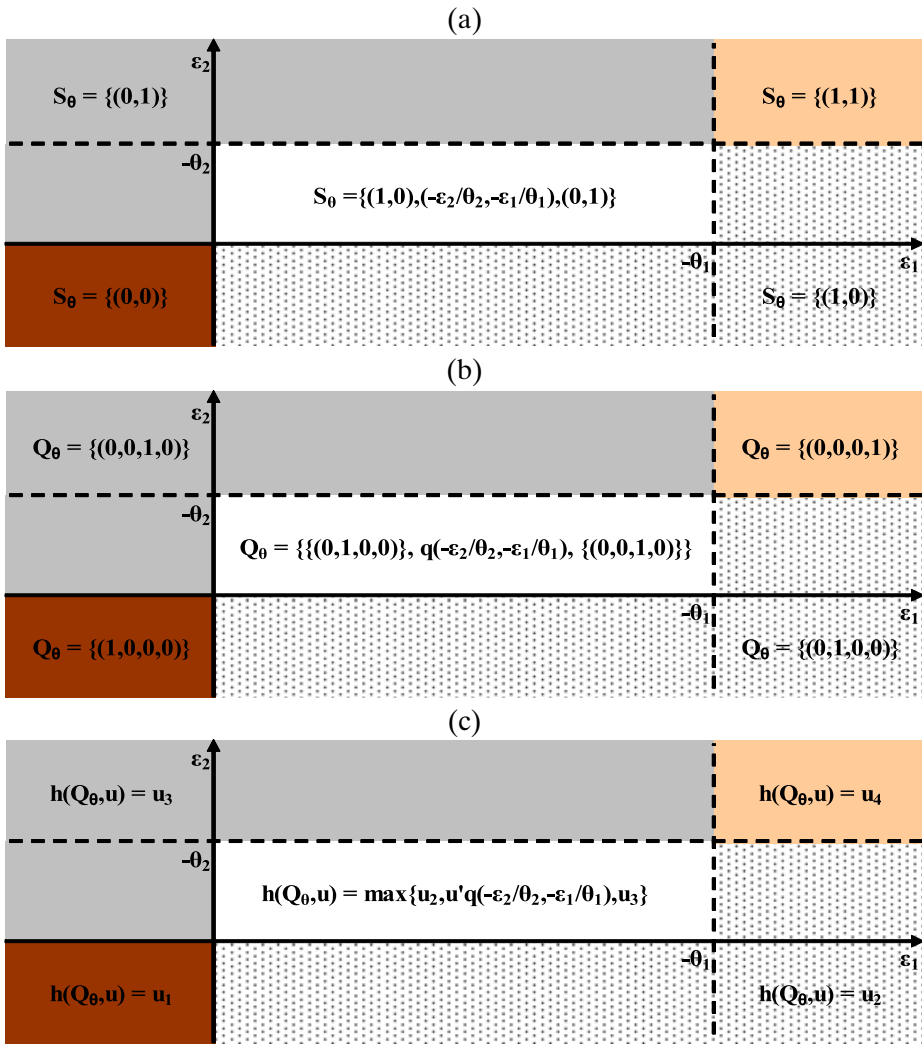 (a)
ε₂
S_θ = {(0,1)}
S_θ = {(1,1)}
-θ₂
S_θ ={(1,0),(-ε₂/θ₂,-ε₁/θ₁),(0,1)}
-θ₁
ε₁
S_θ = {(0,0)}
S_θ = {(1,0)}
(b)
ε₂
Q_θ = {(0,0,1,0)}
Q_θ = {(0,0,0,1)}
-θ₂
Q_θ = {{(0,1,0,0)}, q(-ε₂/θ₂,-ε₁/θ₁), {(0,0,1,0)}}
-θ₁
ε₁
Q_θ = {(1,0,0,0)}
Q_θ = {(0,1,0,0)}
(c)
ε₂
h(Q_θ,u) = u₃
h(Q_θ,u) = u₄
-θ₂
h(Q_θ,u) = max{u₂,u'q(-ε₂/θ₂,-ε₁/θ₁),u₃}
-θ₁
ε₁
h(Q_θ,u) = u₁
h(Q_θ,u) = u₂